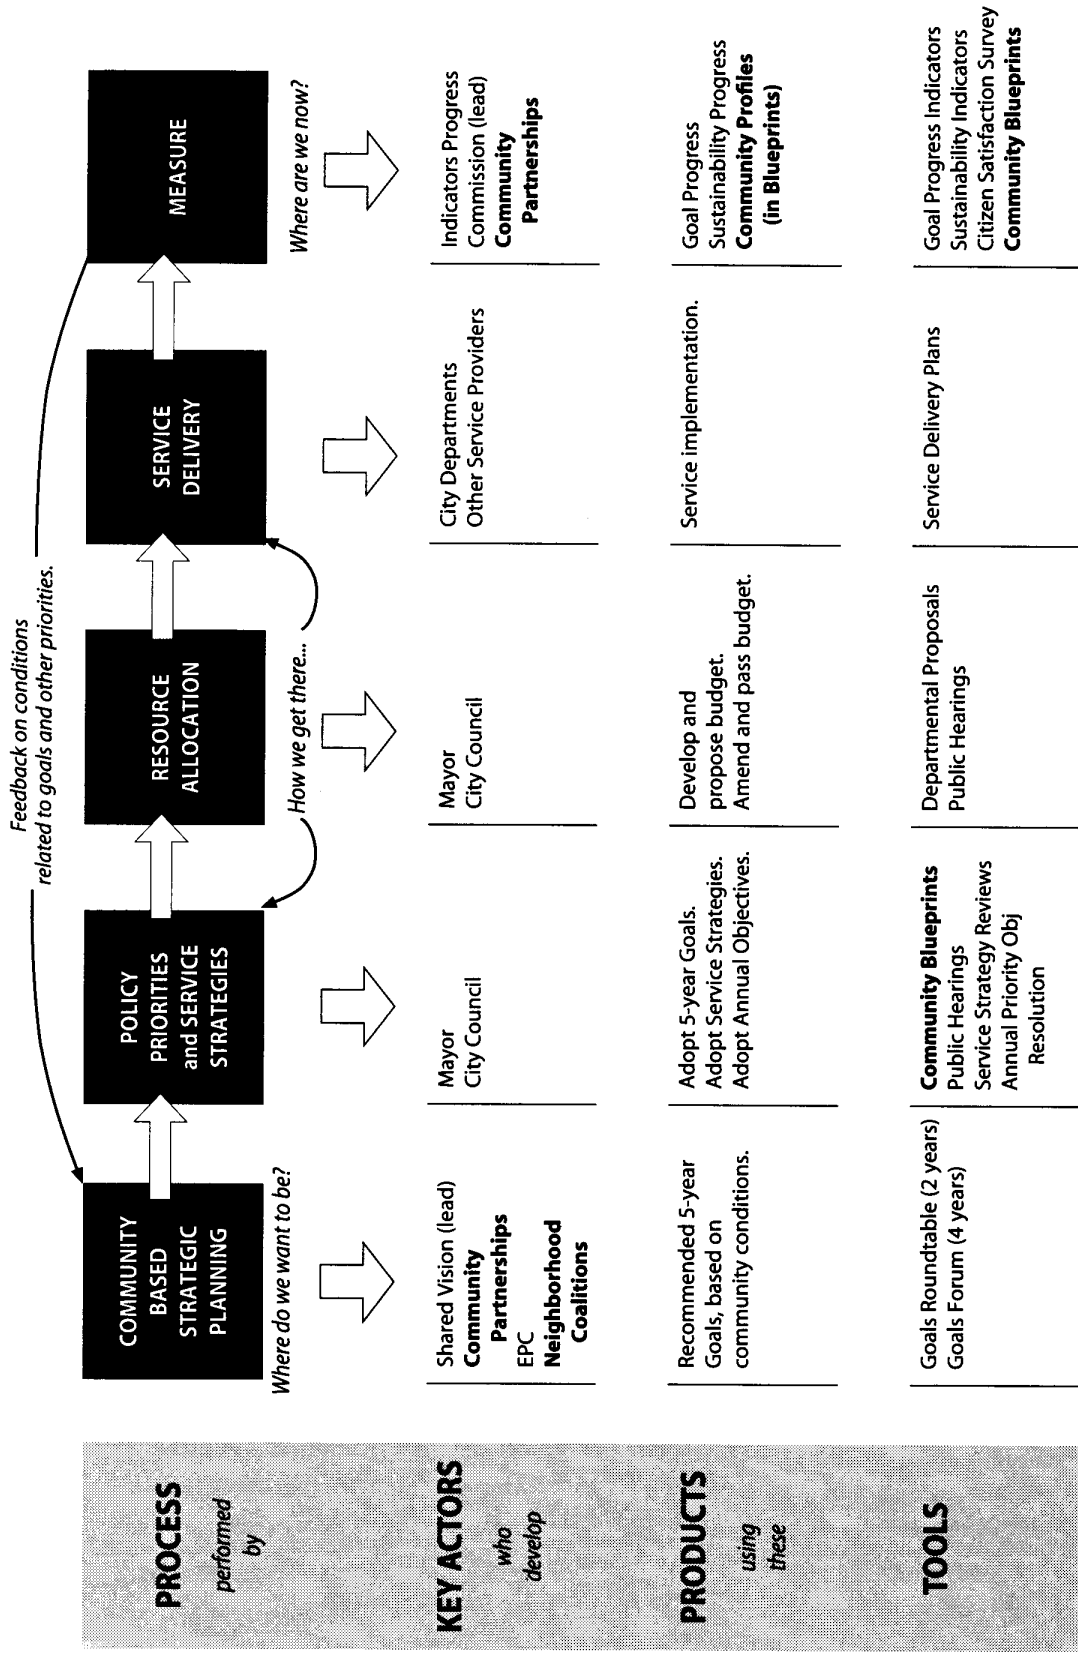 Feedback on conditions
related to goals and other priorities.
PROCESS
performed
by
COMMUNITY
BASED
STRATEGIC
PLANNING
POLICY
PRIORITIES
and SERVICE
STRATEGIES
RESOURCE
ALLOCATION
SERVICE
DELIVERY
MEASURE
Where do we want to be?
How we get there...
Where are we now?
KEY ACTORS
who
develop
Shared Vision (lead)
Community
Partnerships
EPC
Neighborhood
Coalitions
Mayor
City Council
Mayor
City Council
City Departments
Other Service Providers
Indicators Progress
Commission (lead)
Community
Partnerships
PRODUCTS
using
these
Recommended 5-year
Goals, based on
community conditions.
Adopt 5-year Goals.
Adopt Service Strategies.
Adopt Annual Objectives.
Develop and
propose budget.
Amend and pass budget.
Service implementation.
Goal Progress
Sustainability Progress
Community Profiles
(in Blueprints)
TOOLS
Goals Roundtable (2 years)
Goals Forum (4 years)
Community Blueprints
Public Hearings
Service Strategy Reviews
Annual Priority Obj
Resolution
Departmental Proposals
Public Hearings
Service Delivery Plans
Goal Progress Indicators
Sustainability Indicators
Citizen Satisfaction Survey
Community Blueprints